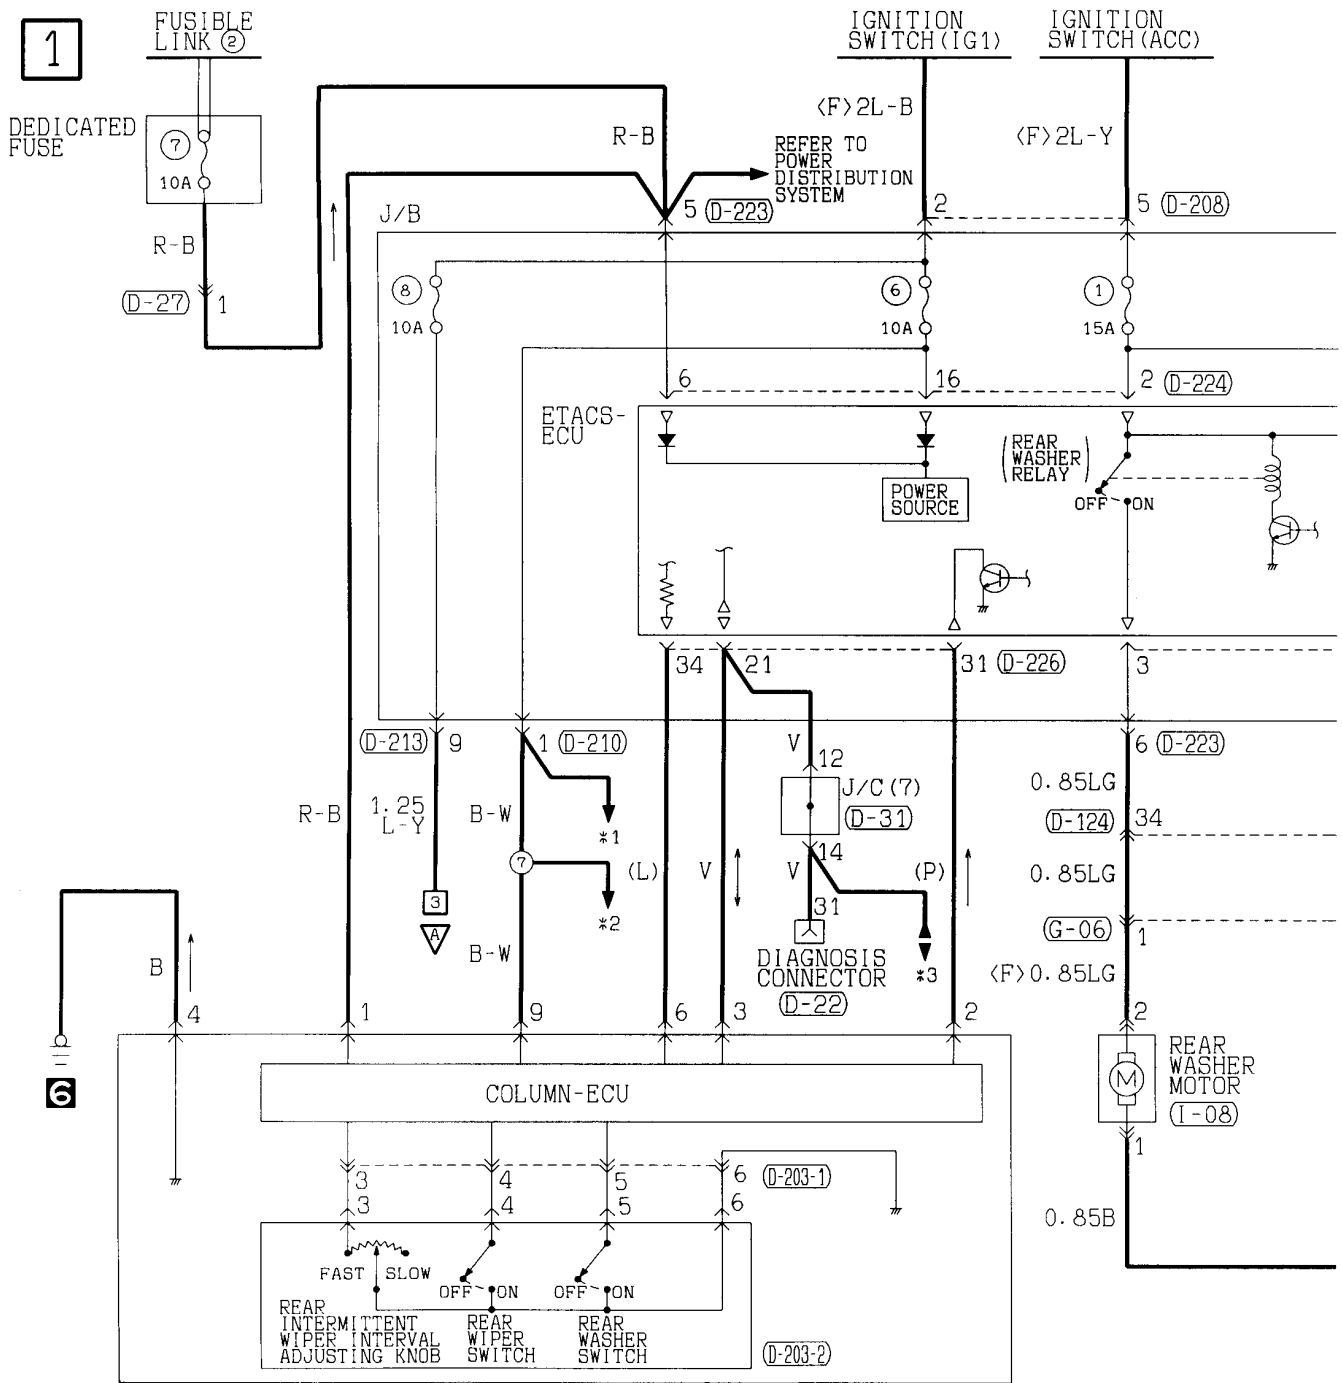 1
FUSIBLE
LINK ②
IGNITION
SWITCH(IG1)
IGNITION
SWITCH(ACC)
DEDICATED
FUSE
7
10A
R-B
<F>2L-B
<F>2L-Y
REFER TO
POWER
DISTRIBUTION
SYSTEM
5 (D-223)
2
5 (D-208)
J/B
R-B
(D-27) 1
8
10A
6
10A
1
15A
6
16
2 (D-224)
ETACS-
ECU
(REAR
WASHER
RELAY)
OFF ON
POWER
SOURCE
34
21
31 (D-226)
3
(D-213) 9
1 (D-210)
V
12
6 (D-223)
J/C(7)
(D-31)
0.85LG
R-B
1.25
L-Y
B-W
*1
(D-124) 34
7
14
(L)
V
V
(P)
0.85LG
3
A
*2
31
(G-06) 1
B
B-W
DIAGNOSIS
CONNECTOR
(D-22)
*3
<F>0.85LG
4
1
9
6
3
2
2
6
COLUMN-ECU
M
REAR
WASHER
MOTOR
(I-08)
1
3
4
5
6 (D-203-1)
3
4
5
6
0.85B
FAST SLOW
OFF ON
OFF ON
REAR
INTERMITTENT
WIPER INTERVAL
ADJUSTING KNOB
REAR
WIPER
SWITCH
REAR
WASHER
SWITCH
(D-203-2)